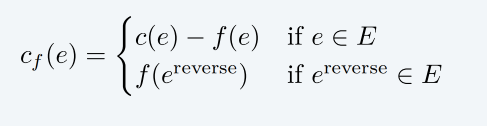 c_f(e) = { c(e) − f(e) if e ∈ E
f(e^reverse) if e^reverse ∈ E